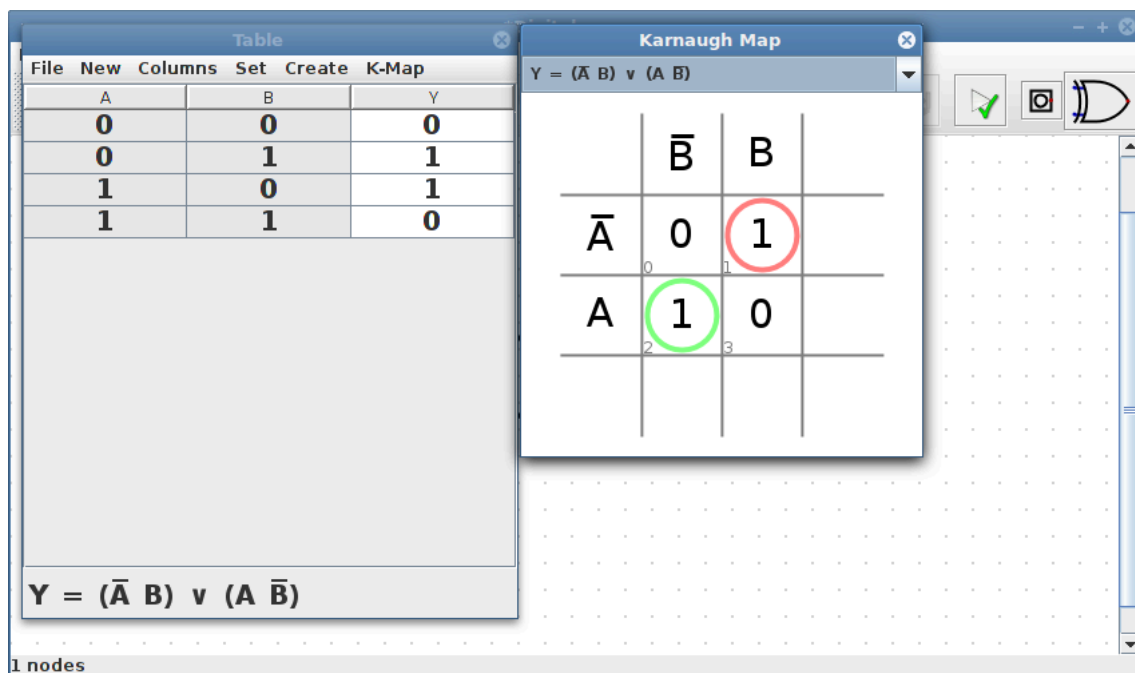 Table
File New Columns Set Create K-Map
A B Y
0 0 0
0 1 1
1 0 1
1 1 0
Y = (A̅ B) ∨ (A B̅)
Karnaugh Map
Y = (A̅ B) ∨ (A B̅)
B̅ B
A̅ 0 1
0 1
A 1 0
2 3
1 nodes